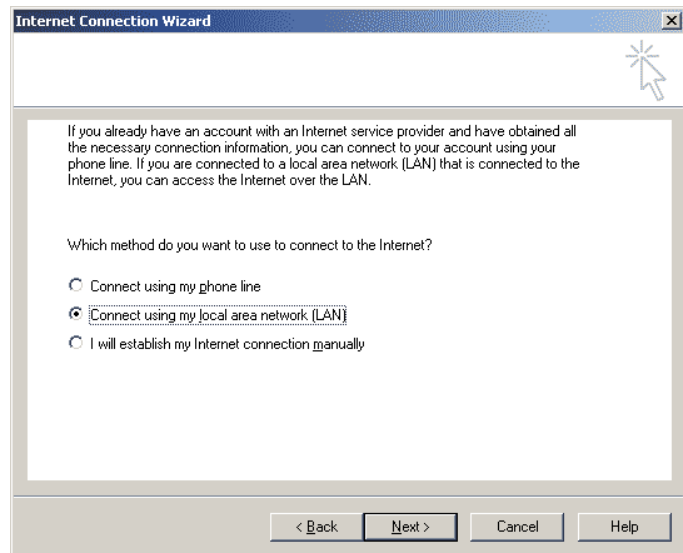 Internet Connection Wizard
If you already have an account with an Internet service provider and have obtained all
the necessary connection information, you can connect to your account using your
phone line. If you are connected to a local area network (LAN) that is connected to the
Internet, you can access the Internet over the LAN.
Which method do you want to use to connect to the Internet?
Connect using my phone line
Connect using my local area network (LAN)
I will establish my Internet connection manually
< Back Next > Cancel Help